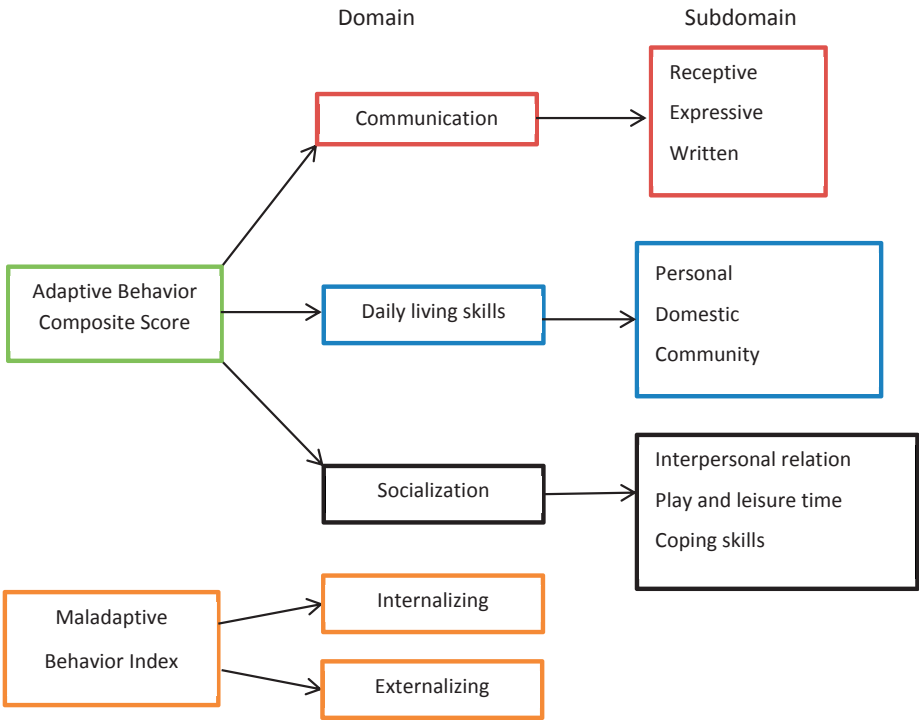 Domain
Subdomain
Communication
Receptive
Expressive
Written
Adaptive Behavior
Composite Score
Daily living skills
Personal
Domestic
Community
Socialization
Interpersonal relation
Play and leisure time
Coping skills
Maladaptive
Behavior Index
Internalizing
Externalizing